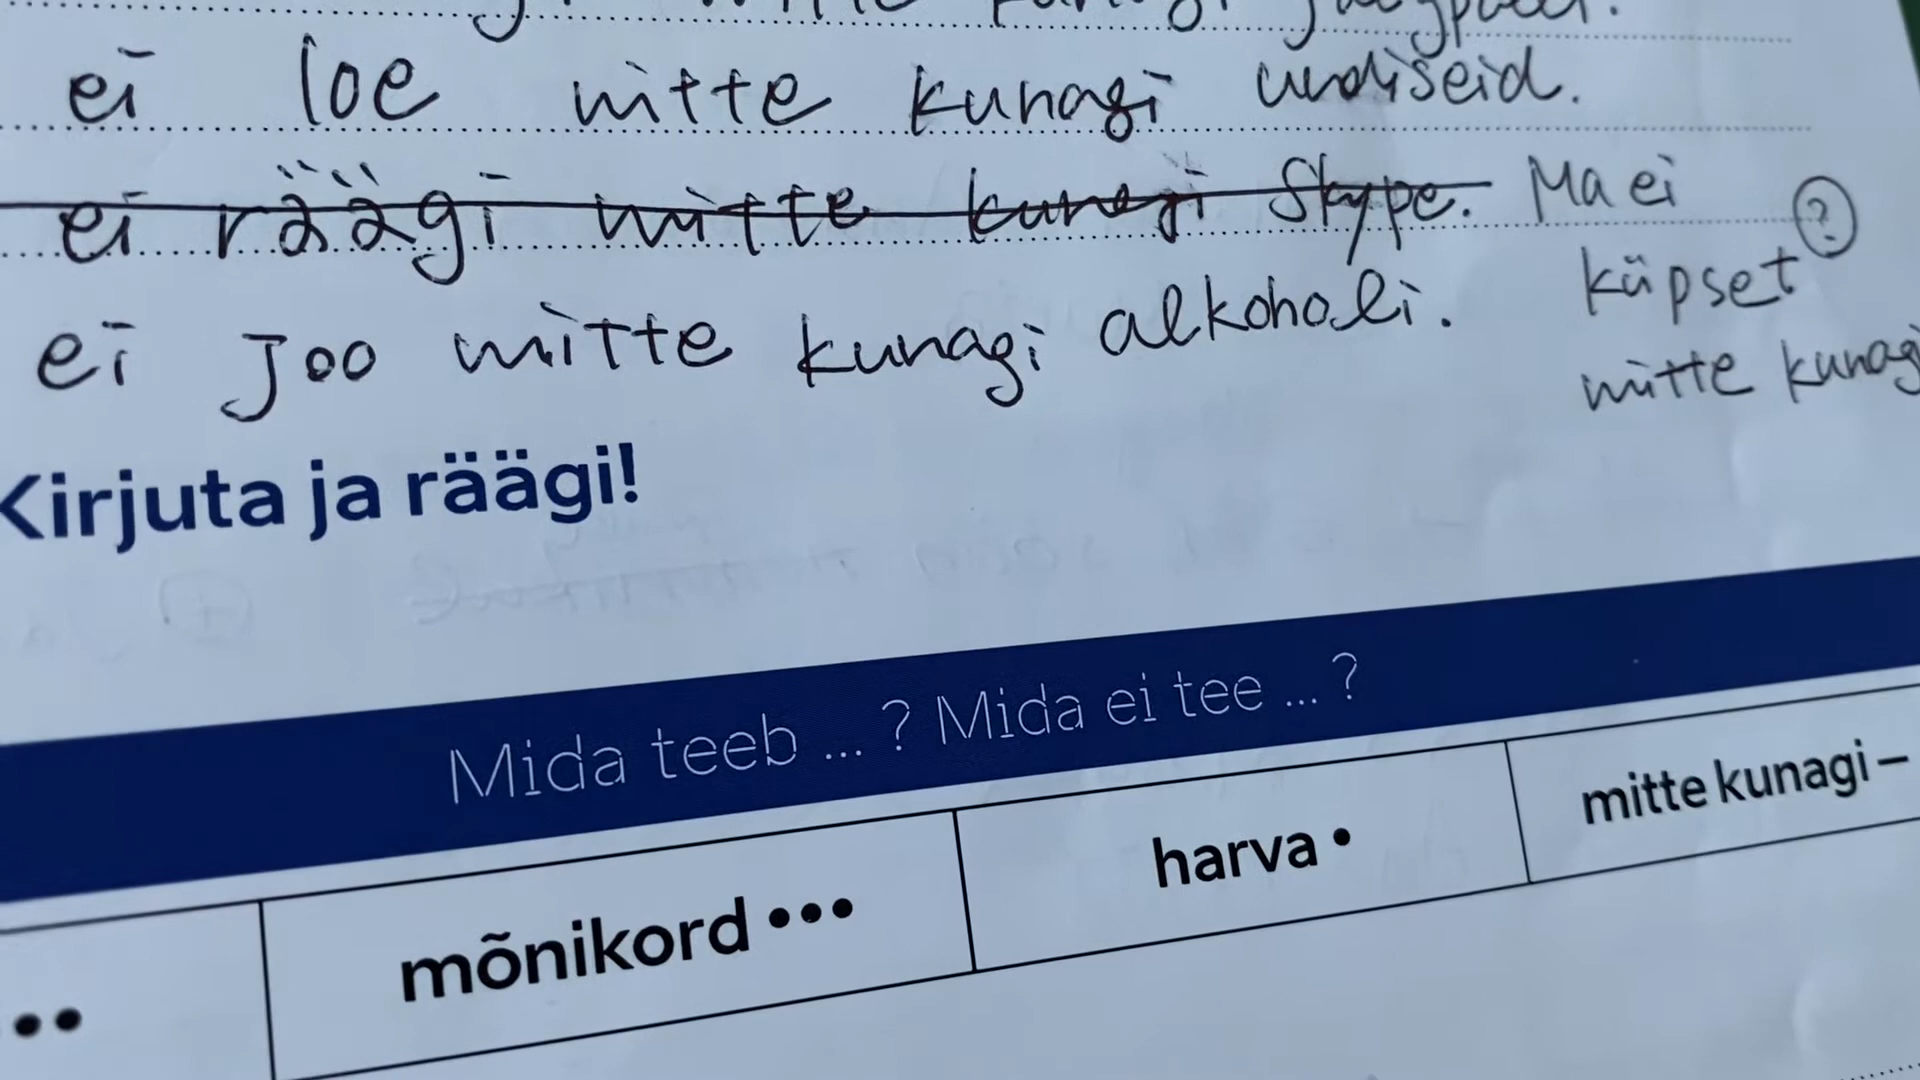 ei loe mitte kunagi uudiseid.
ei räägi mitte kunagi Skype. Ma ei
küpset ?
ei joo mitte kunagi alkoholi.
mitte kunagi
Kirjuta ja räägi!
Mida teeb ... ? Mida ei tee ... ?
mõnikord •••
harva •
mitte kunagi –
••